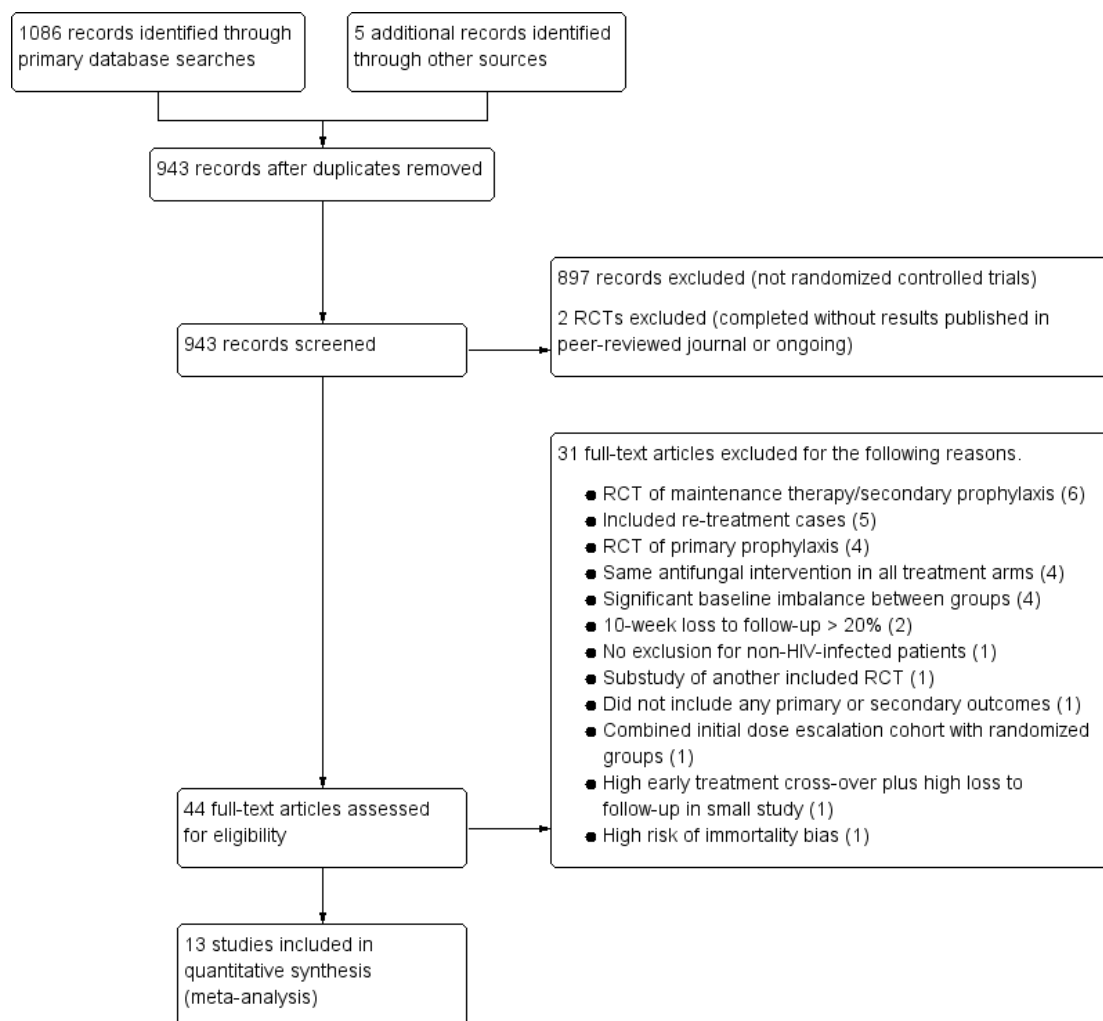 1086 records identified through
primary database searches
5 additional records identified
through other sources
943 records after duplicates removed
897 records excluded (not randomized controlled trials)
2 RCTs excluded (completed without results published in
peer-reviewed journal or ongoing)
943 records screened
31 full-text articles excluded for the following reasons.
● RCT of maintenance therapy/secondary prophylaxis (6)
● Included re-treatment cases (5)
● RCT of primary prophylaxis (4)
● Same antifungal intervention in all treatment arms (4)
● Significant baseline imbalance between groups (4)
● 10-week loss to follow-up > 20% (2)
● No exclusion for non-HIV-infected patients (1)
● Substudy of another included RCT (1)
● Did not include any primary or secondary outcomes (1)
● Combined initial dose escalation cohort with randomized
groups (1)
● High early treatment cross-over plus high loss to
follow-up in small study (1)
● High risk of immortality bias (1)
44 full-text articles assessed
for eligibility
13 studies included in
quantitative synthesis
(meta-analysis)